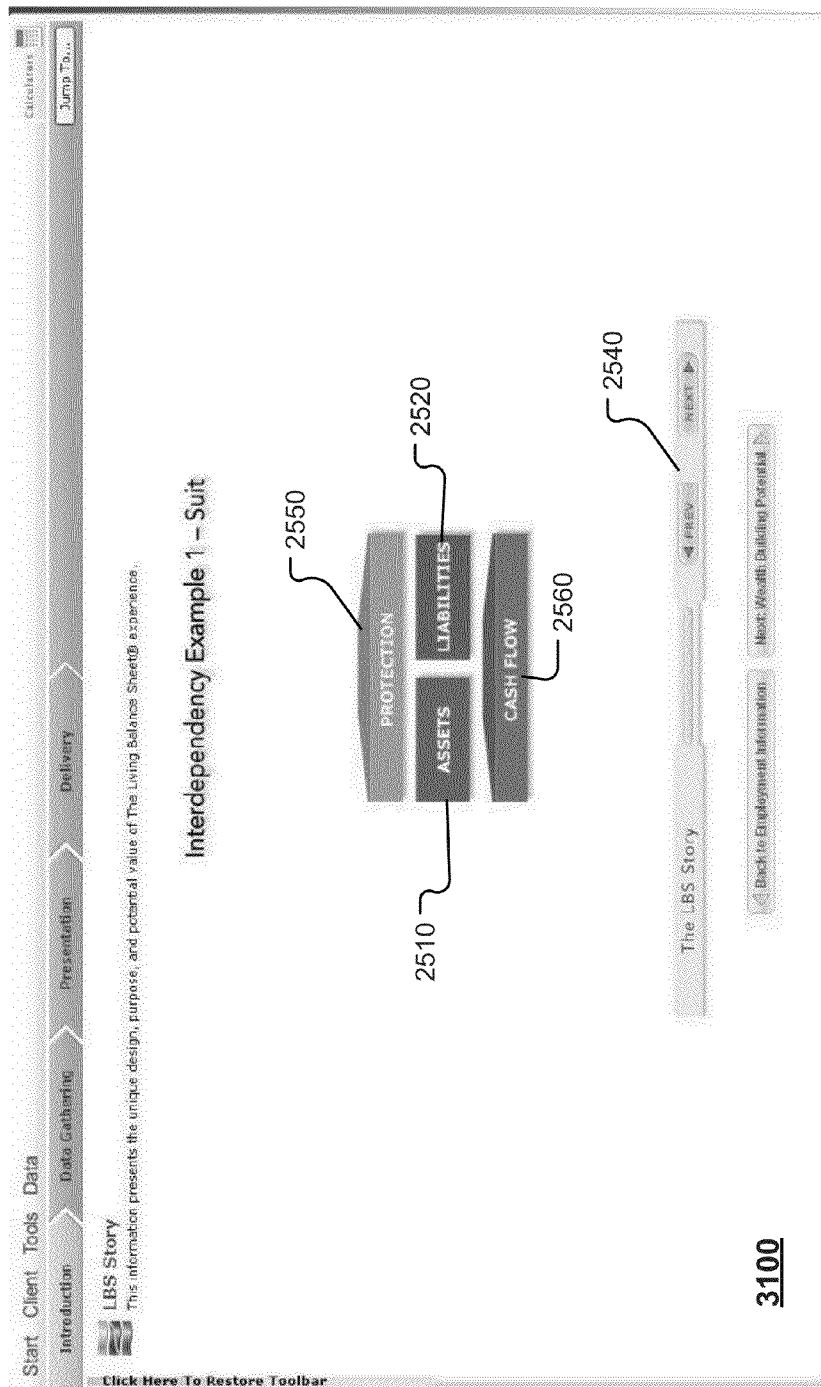 Start Client Tools Data
Calculators
Introduction
Data Gathering
Presentation
Delivery
Jump To...
LBS Story
This information presents the unique design, purpose, and potential value of The Living Balance Sheet® experience.
Click Here To Restore Toolbar
Interdependency Example 1 – Suit
2550
PROTECTION
ASSETS
LIABILITIES
2510
2520
CASH FLOW
2560
2540
The LBS Story
◀ PREV
NEXT ▶
◁ Back to Employment Information
Next: Wealth Building Potential ▷
3100